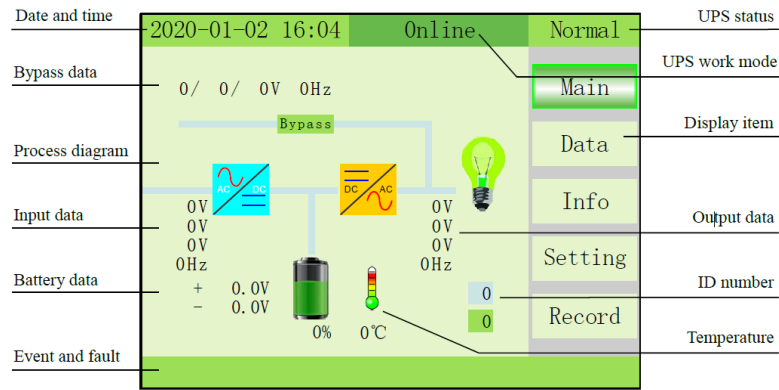 Date and time
2020-01-02 16:04
Online
Normal
UPS status
UPS work mode
Bypass data
0/ 0/ 0V 0Hz
Main
Bypass
Display item
Process diagram
Data
AC DC
DC AC
Input data
0V
0V
0V
0Hz
0V
0V
0V
0Hz
Info
Output data
Battery data
+ 0.0V
- 0.0V
0%
0℃
Setting
0
0
ID number
Record
Temperature
Event and fault